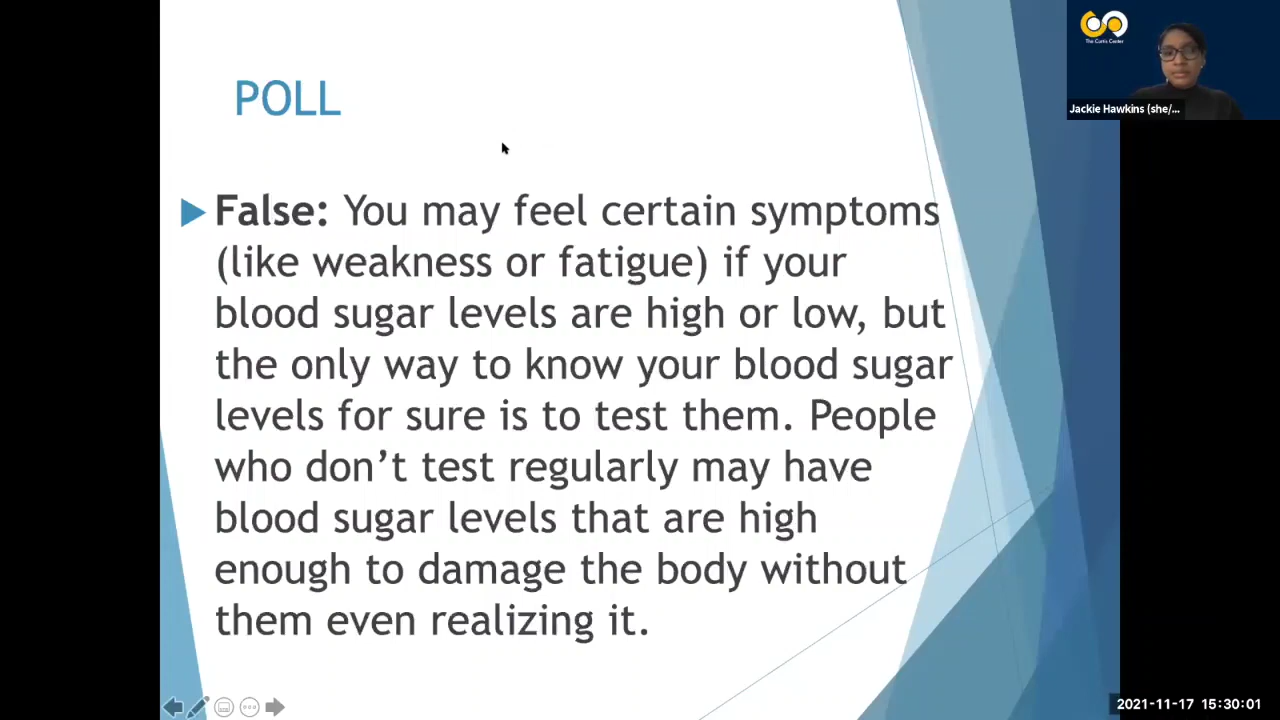 POLL
False: You may feel certain symptoms
(like weakness or fatigue) if your
blood sugar levels are high or low, but
the only way to know your blood sugar
levels for sure is to test them. People
who don’t test regularly may have
blood sugar levels that are high
enough to damage the body without
them even realizing it.
The Curtis Center
Jackie Hawkins (she/...
2021-11-17 15:30:01